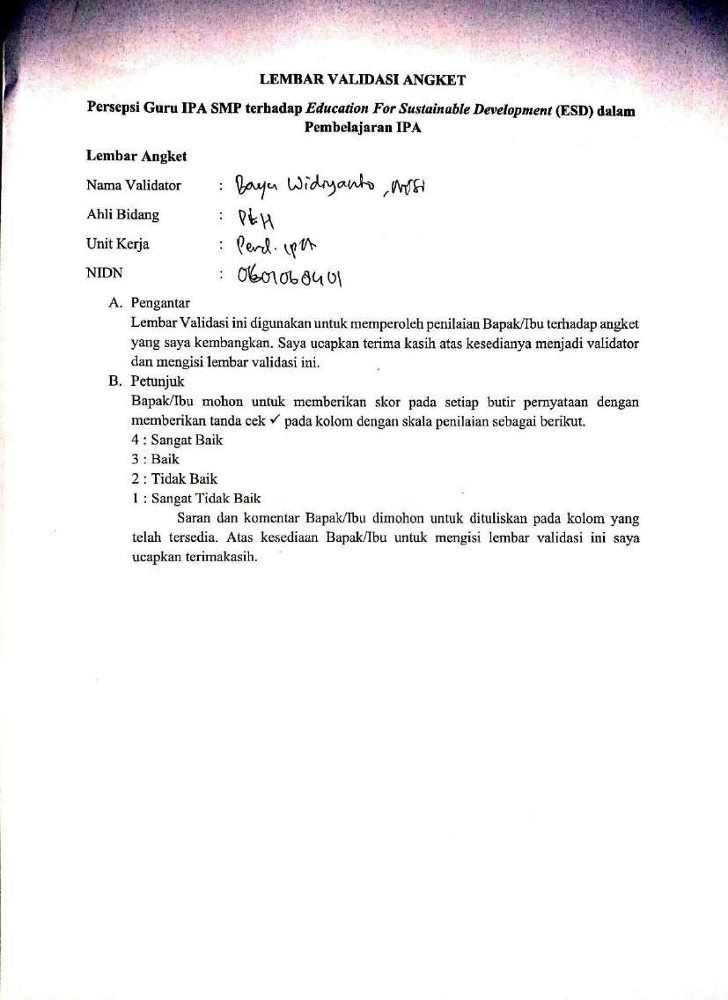 LEMBAR VALIDASI ANGKET
Persepsi Guru IPA SMP terhadap Education For Sustainable Development (ESD) dalam
Pembelajaran IPA
Lembar Angket
Nama Validator : Bayu Widiyanto, MSi
Ahli Bidang : PLH
Unit Kerja : Pend. IPA
NIDN : 0601068401
A. Pengantar
Lembar Validasi ini digunakan untuk memperoleh penilaian Bapak/Ibu terhadap angket
yang saya kembangkan. Saya ucapkan terima kasih atas kesedianya menjadi validator
dan mengisi lembar validasi ini.
B. Petunjuk
Bapak/Ibu mohon untuk memberikan skor pada setiap butir pernyataan dengan
memberikan tanda cek ✓ pada kolom dengan skala penilaian sebagai berikut.
4 : Sangat Baik
3 : Baik
2 : Tidak Baik
1 : Sangat Tidak Baik
Saran dan komentar Bapak/Ibu dimohon untuk dituliskan pada kolom yang
telah tersedia. Atas kesediaan Bapak/Ibu untuk mengisi lembar validasi ini saya
ucapkan terimakasih.